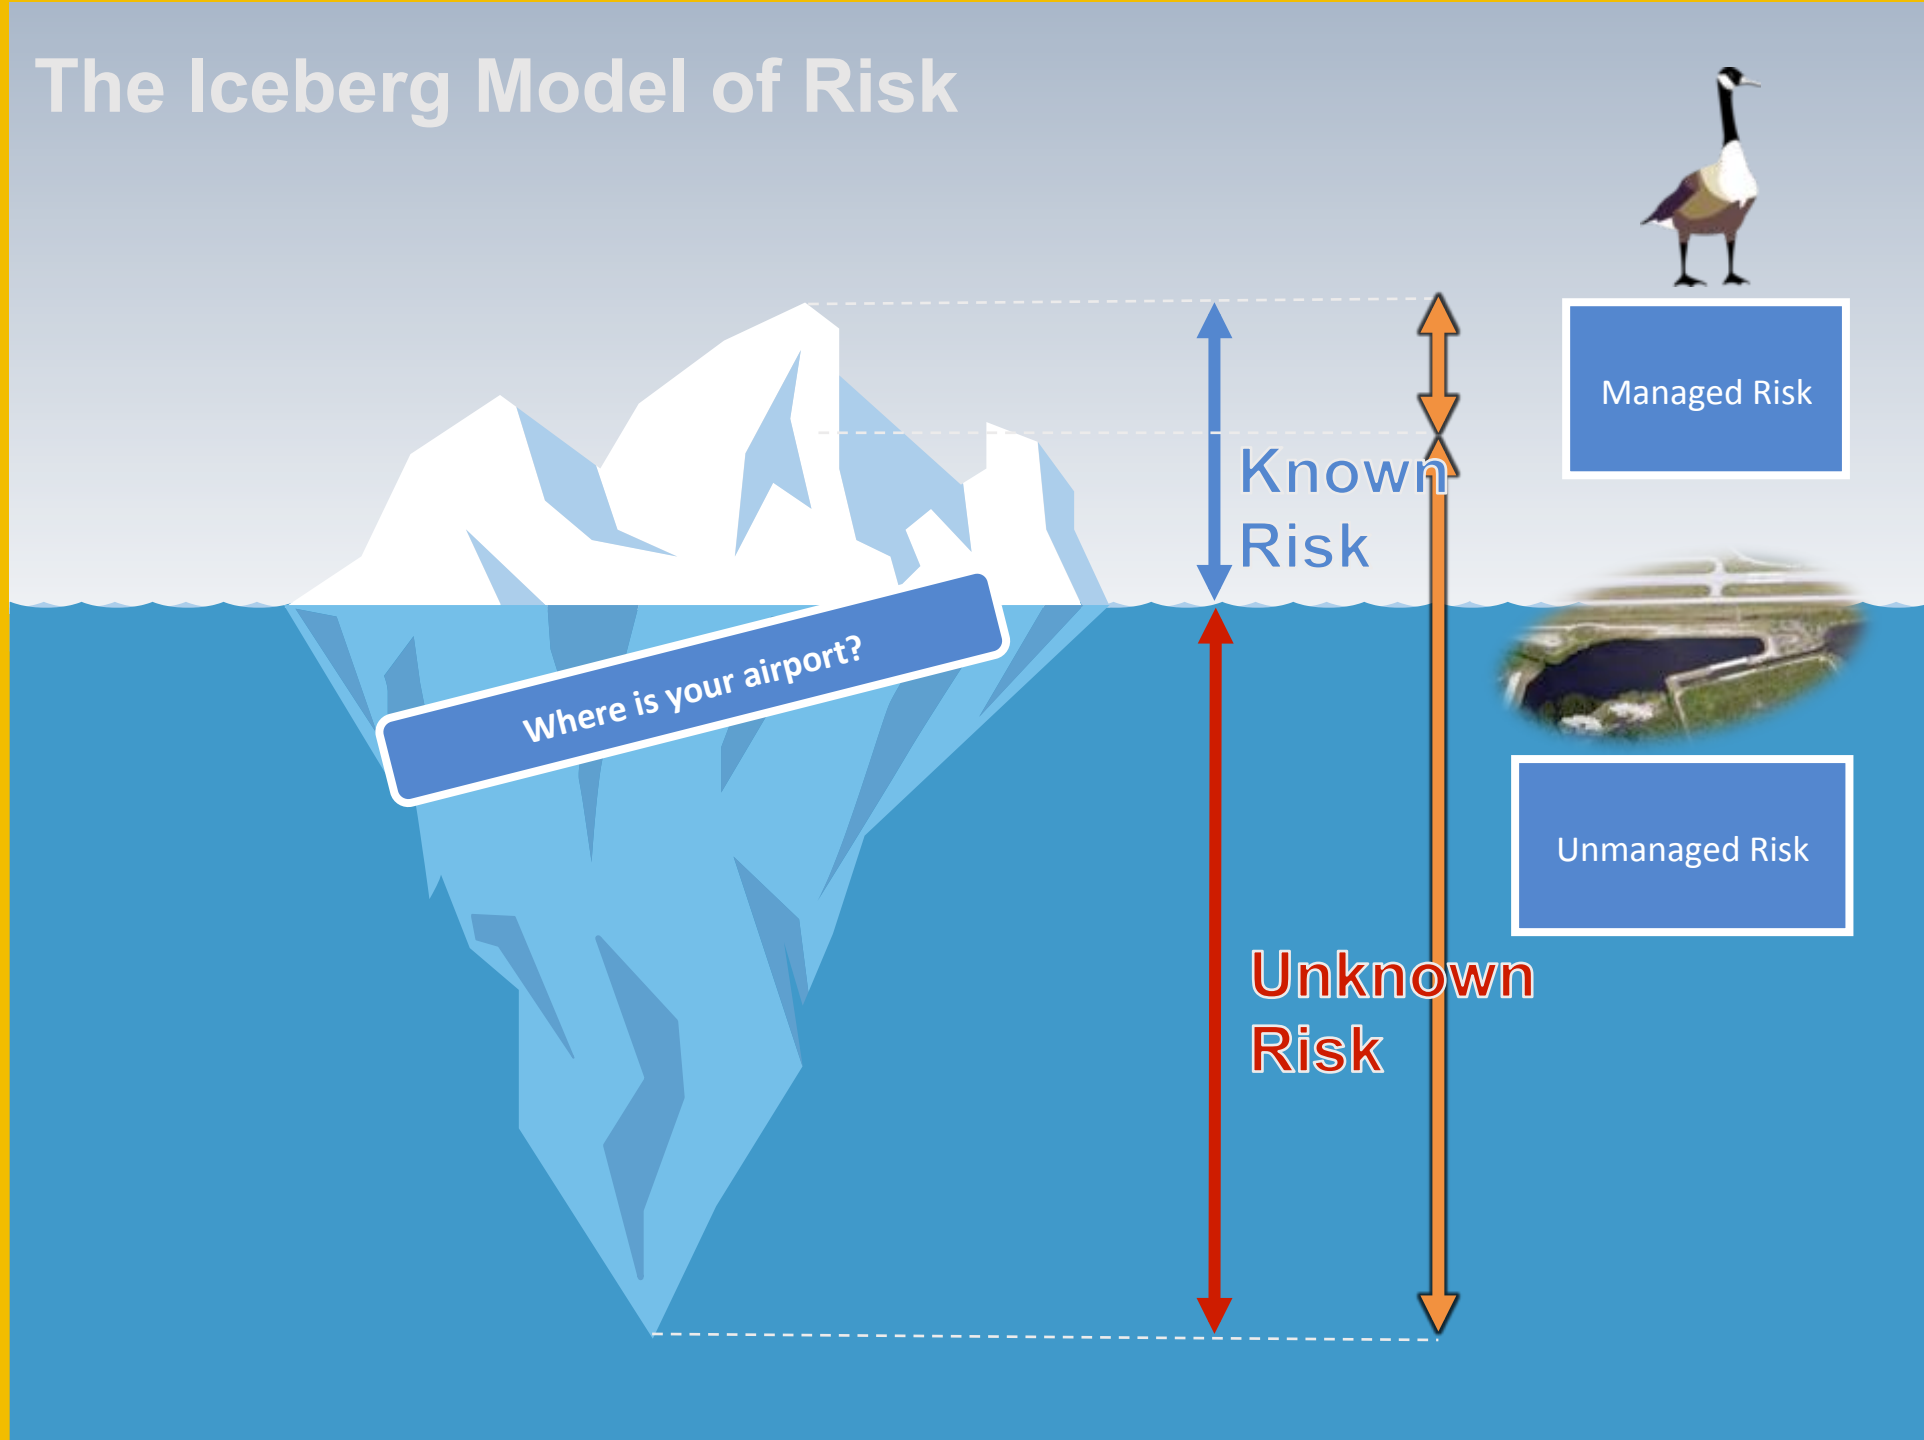 The Iceberg Model of Risk
Managed Risk
Known
Risk
Where is your airport?
Unmanaged Risk
Unknown
Risk